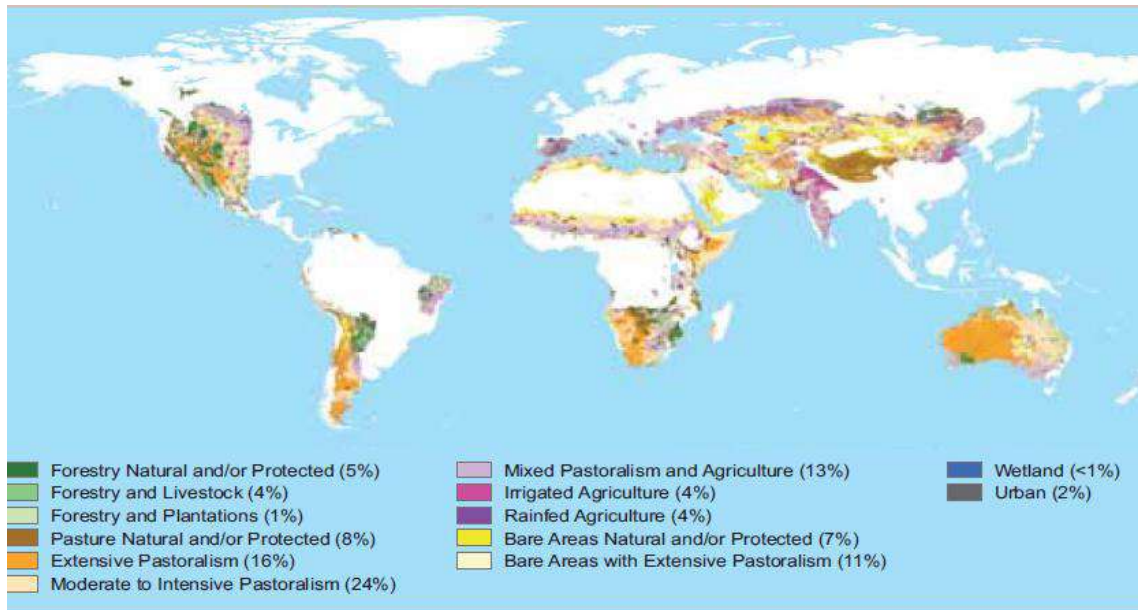 Forestry Natural and/or Protected (5%)
Forestry and Livestock (4%)
Forestry and Plantations (1%)
Pasture Natural and/or Protected (8%)
Extensive Pastoralism (16%)
Moderate to Intensive Pastoralism (24%)
Mixed Pastoralism and Agriculture (13%)
Irrigated Agriculture (4%)
Rainfed Agriculture (4%)
Bare Areas Natural and/or Protected (7%)
Bare Areas with Extensive Pastoralism (11%)
Wetland (<1%)
Urban (2%)